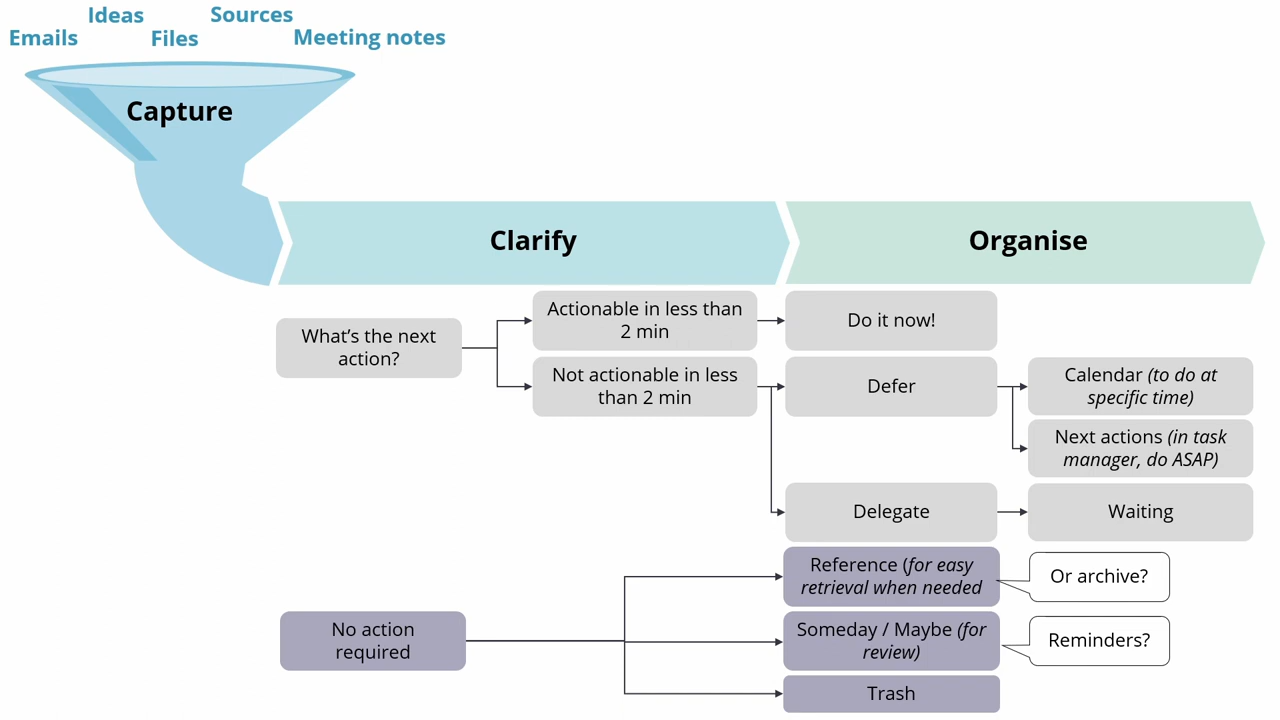 Ideas
Sources
Emails
Files
Meeting notes
Capture
Clarify
Organise
What's the next
action?
Actionable in less than
2 min
Do it now!
Not actionable in less
than 2 min
Defer
Calendar (to do at
specific time)
Next actions (in task
manager, do ASAP)
Delegate
Waiting
No action
required
Reference (for easy
retrieval when needed
Or archive?
Someday / Maybe (for
review)
Reminders?
Trash